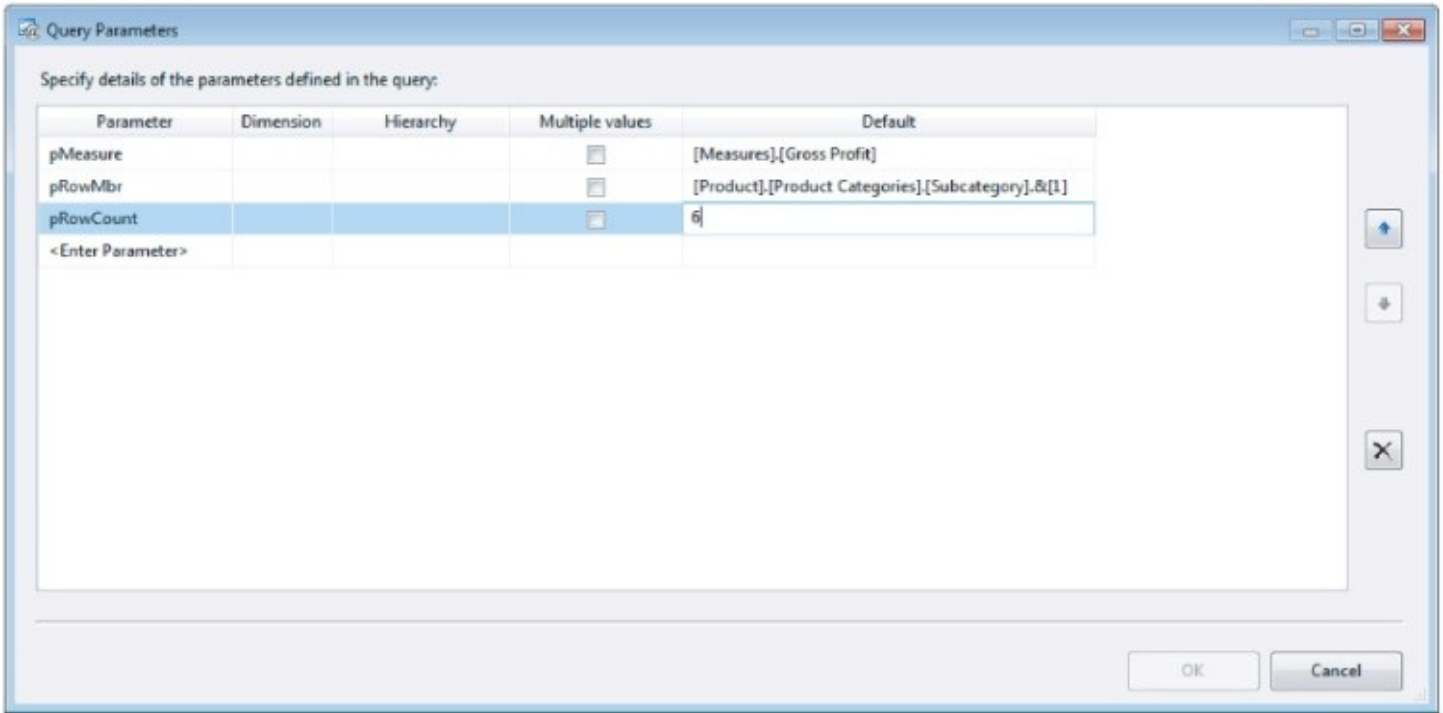 Query Parameters
Specify details of the parameters defined in the query:
Parameter Dimension Hierarchy Multiple values Default
pMeasure [Measures].[Gross Profit]
pRowMbr [Product].[Product Categories].[Subcategory].&[1]
pRowCount 6
<Enter Parameter>
OK Cancel